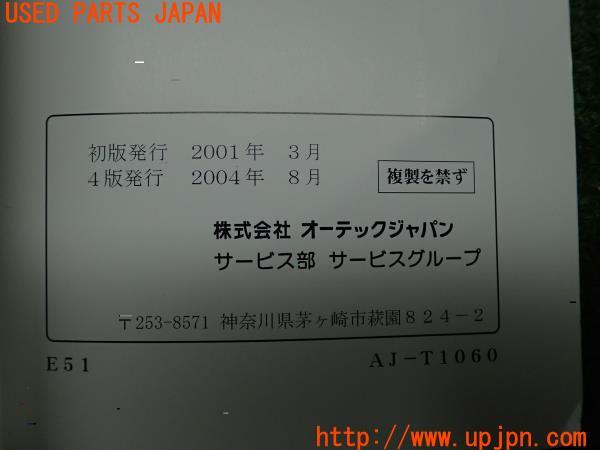 USED PARTS JAPAN
初版発行 2001年 3月
4版発行 2004年 8月
複製を禁ず
株式会社 オーテックジャパン
サービス部 サービスグループ
〒253-8571 神奈川県茅ヶ崎市萩園８２４－２
E51
AJ－T1060
http://www.upjpn.com